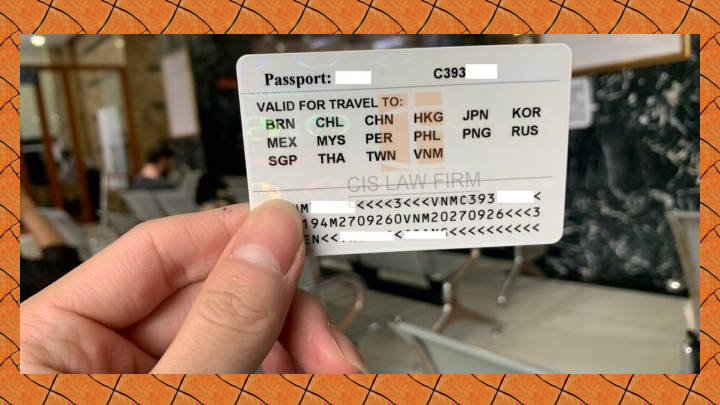 Passport:
C393
VALID FOR TRAVEL TO:
BRN CHL CHN HKG JPN KOR
MEX MYS PER PHL PNG RUS
SGP THA TWN VNM
CIS LAW FIRM
<<<<<3<<<VNMC393 <
194M2709260VNM20270926<<<3
EN<< < <<<<<<<<<<<